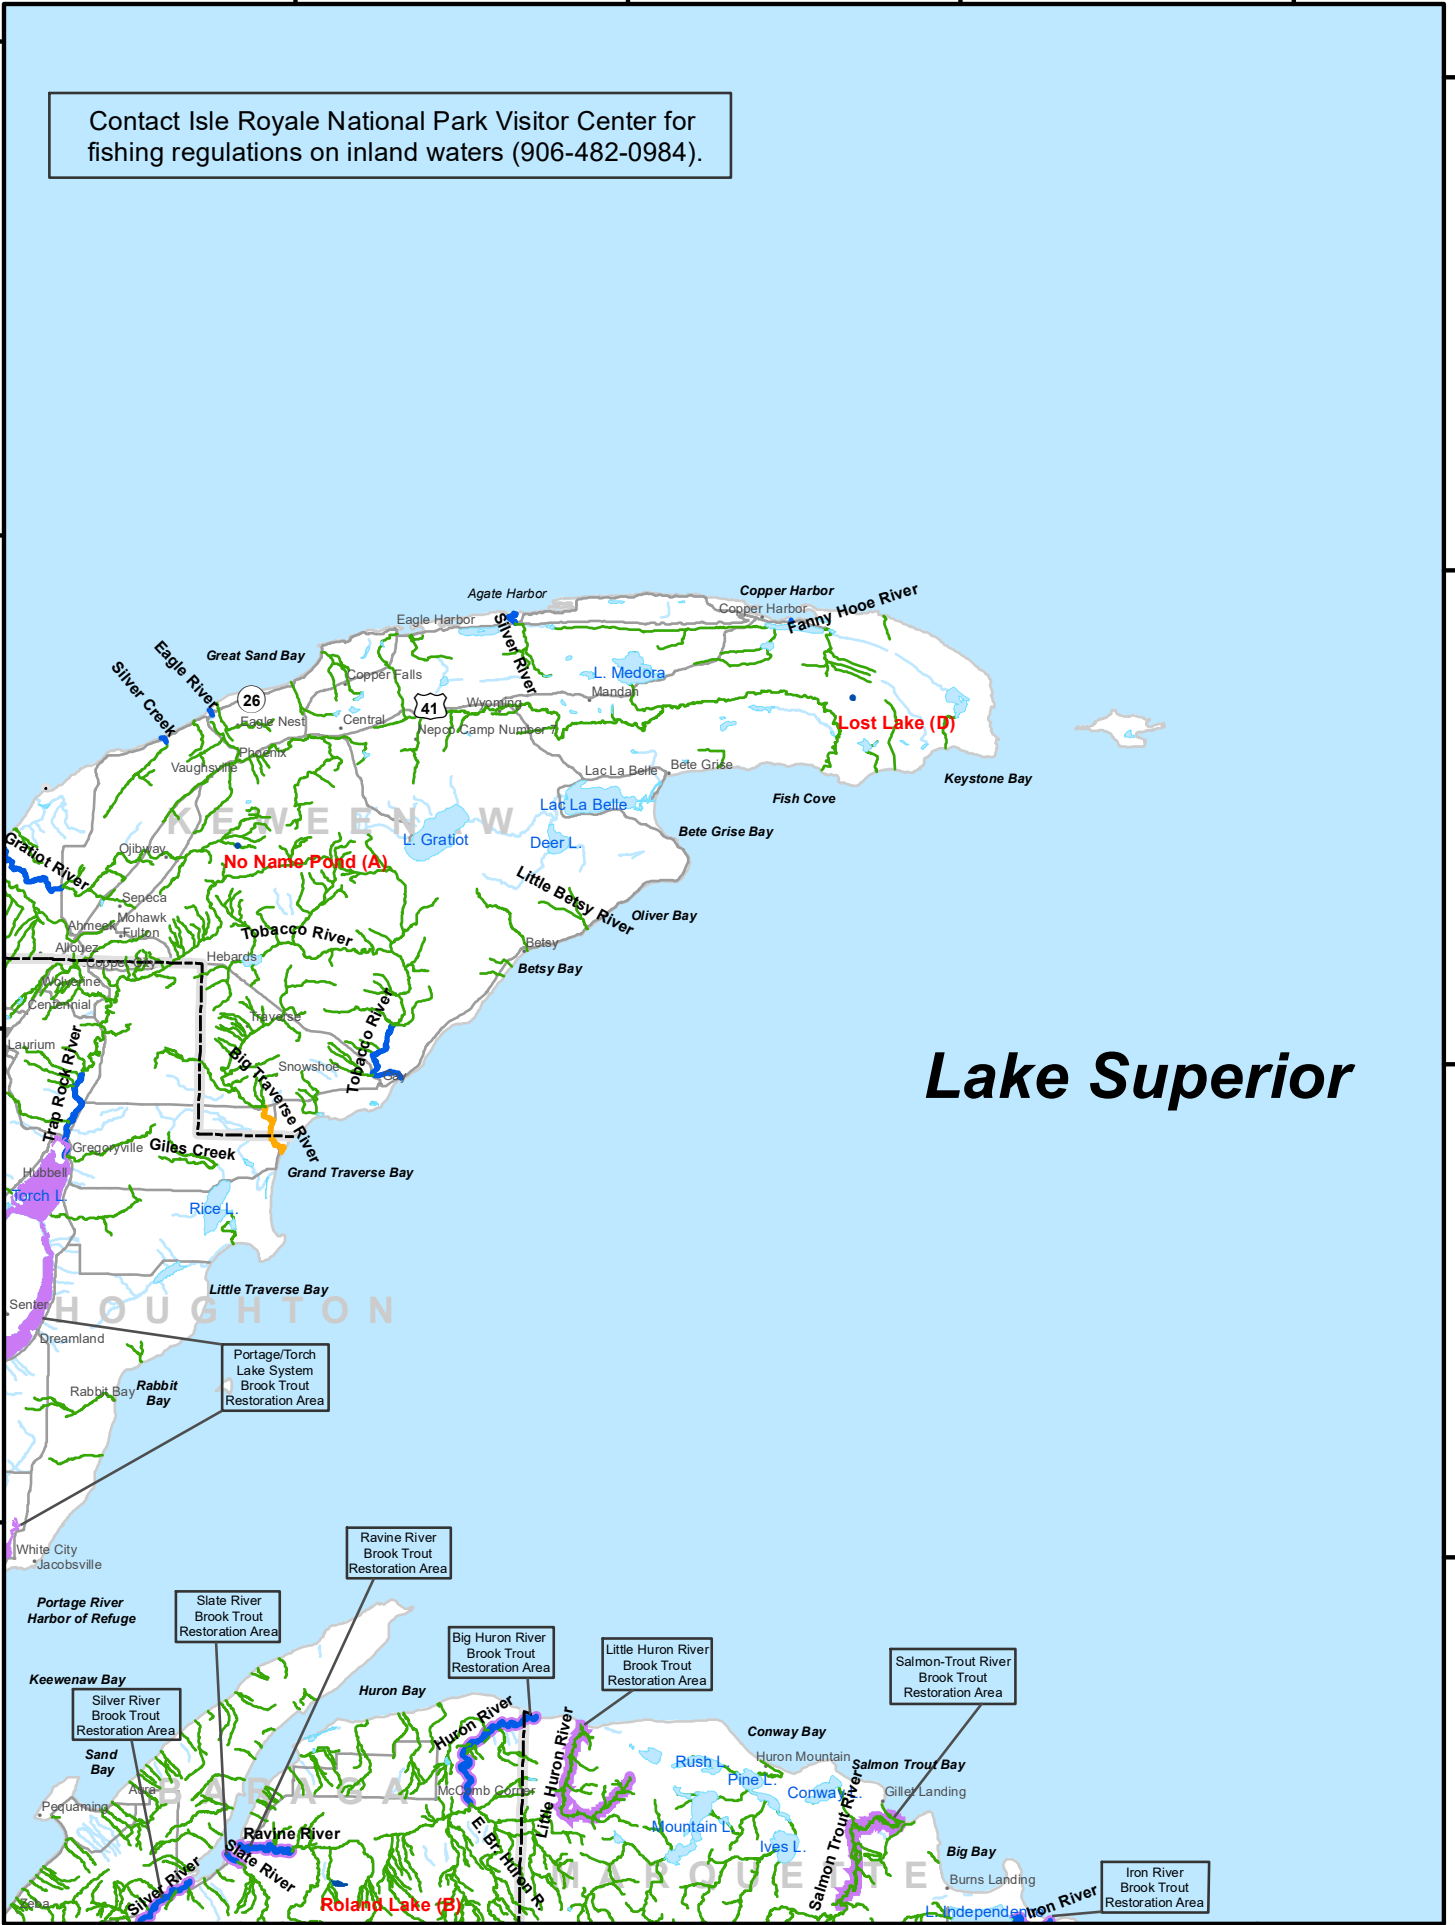 Contact Isle Royale National Park Visitor Center for
fishing regulations on inland waters (906-482-0984).
Agate Harbor
Copper Harbor
Copper Harbor
Fanny Hooe River
Eagle Harbor
Silver River
Great Sand Bay
Eagle River
Silver Creek
Copper Falls
L. Medora
Mandan
26
41
Wyoming
Eagle Nest
Central
Nepco Camp Number 7
Lost Lake (D)
Phoenix
Vaughsville
Lac La Belle
Bete Grise
Keystone Bay
Fish Cove
Lac La Belle
KEWEENAW
L. Gratiot
Deer L.
Bete Grise Bay
Gratiot River
Ojibway
No Name Pond (A)
Little Betsy River
Oliver Bay
Seneca
Mohawk
Ahmeek
Fulton
Tobacco River
Allouez
Betsy
Copper City
Hebards
Betsy Bay
Wolverine
Centennial
Traverse
Tobacco River
Laurium
Trap Rock River
Big Traverse River
Snowshoe
Gay
Lake Superior
Gregoryville
Giles Creek
Grand Traverse Bay
Hubbell
Torch L.
Rice L.
Little Traverse Bay
Senter
HOUGHTON
Dreamland
Portage/Torch
Lake System
Brook Trout
Restoration Area
Rabbit Bay
Rabbit
Bay
White City
Jacobsville
Ravine River
Brook Trout
Restoration Area
Portage River
Harbor of Refuge
Slate River
Brook Trout
Restoration Area
Big Huron River
Brook Trout
Restoration Area
Little Huron River
Brook Trout
Restoration Area
Salmon-Trout River
Brook Trout
Restoration Area
Keewenaw Bay
Silver River
Brook Trout
Restoration Area
Huron Bay
Huron River
Little Huron River
Conway Bay
Sand
Bay
Huron Mountain
Rush L.
Salmon Trout Bay
Pine L.
Aura
BARAGA
McComb Corner
Conway L.
Gillet Landing
Pequaming
Mountain L.
Ravine River
E. Br. Huron R.
Ives L.
Salmon Trout River
Slate River
Big Bay
MARQUETTE
Burns Landing
Silver River
Iron River
Brook Trout
Restoration Area
Zeba
Roland Lake (B)
L. Independence
Iron River